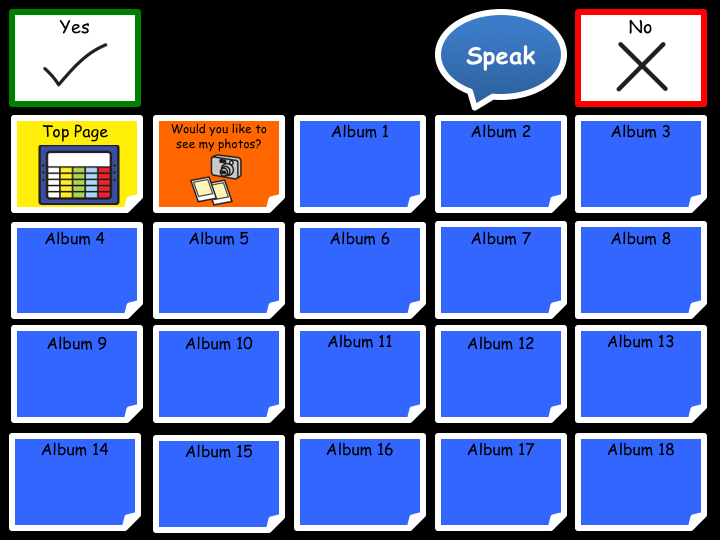 Yes
Speak
No
Top Page
Would you like to
see my photos?
Album 1
Album 2
Album 3
Album 4
Album 5
Album 6
Album 7
Album 8
Album 9
Album 10
Album 11
Album 12
Album 13
Album 14
Album 15
Album 16
Album 17
Album 18